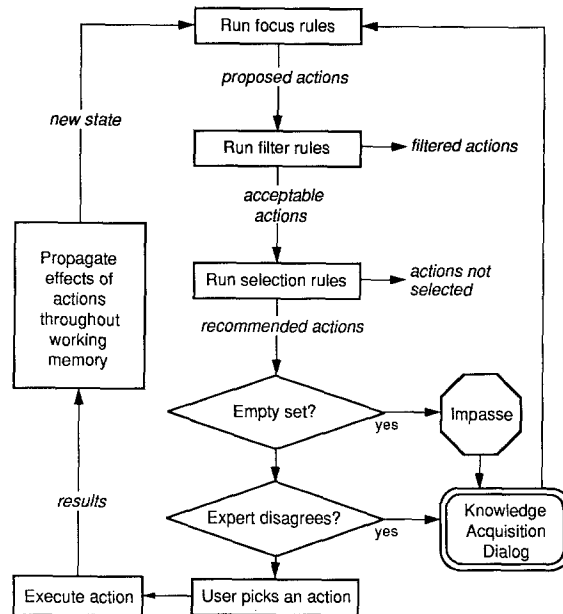 Run focus rules
proposed actions
new state
Run filter rules
filtered actions
acceptable
actions
Propagate
effects of
actions
throughout
working
memory
Run selection rules
actions not
selected
recommended actions
Empty set?
yes
Impasse
results
Expert disagrees?
yes
Knowledge
Acquisition
Dialog
Execute action
User picks an action